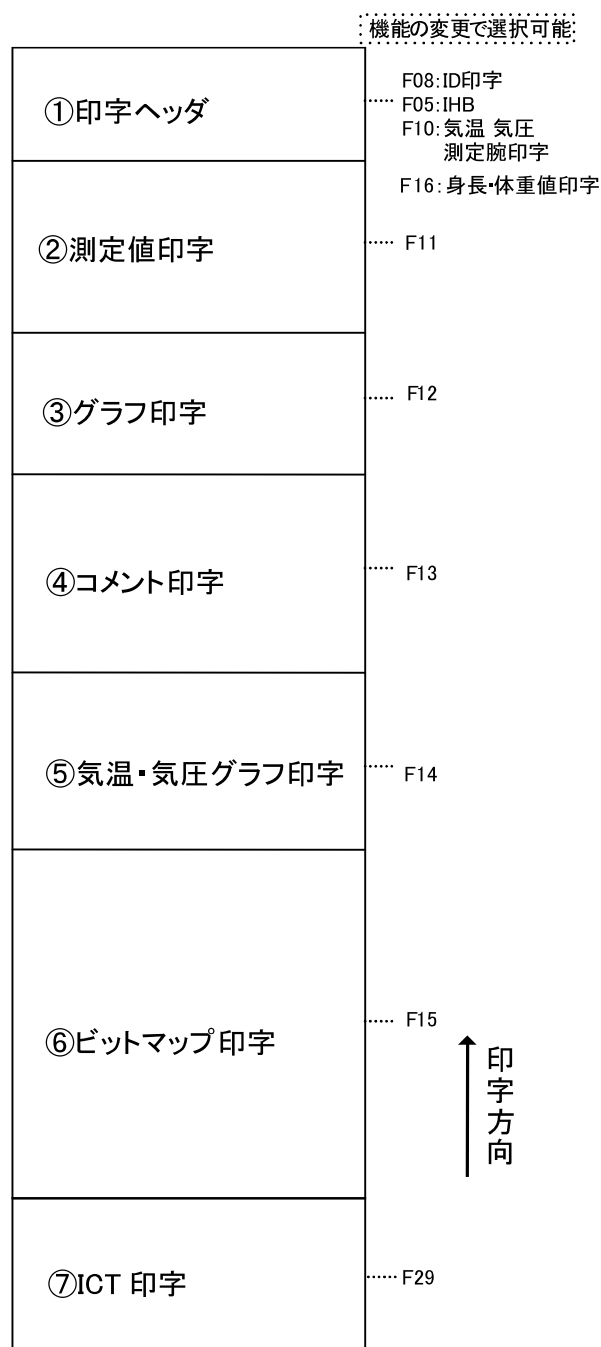 機能の変更で選択可能
①印字ヘッダ
F08:ID印字
F05:IHB
F10:気温 気圧
測定腕印字
F16:身長・体重値印字
②測定値印字
F11
③グラフ印字
F12
④コメント印字
F13
⑤気温・気圧グラフ印字
F14
⑥ビットマップ印字
F15
印字方向
⑦ICT 印字
F29